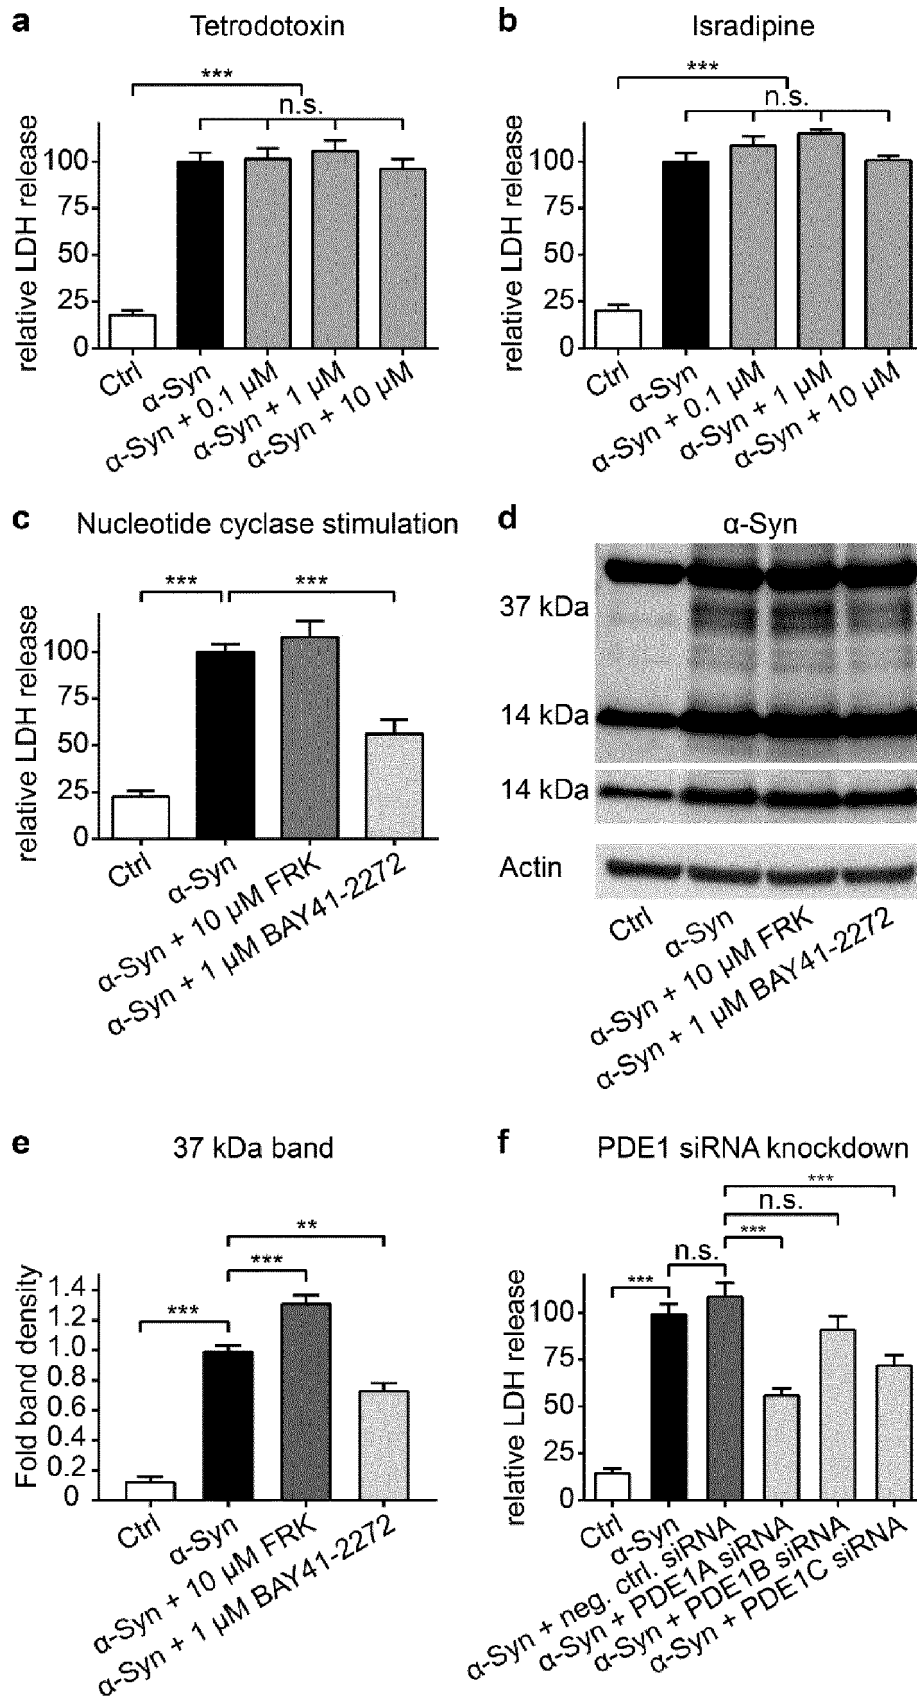 a
Tetrodotoxin
***
n.s.
relative LDH release
100
75
50
25
0
Ctrl
α-Syn
α-Syn + 0.1 µM
α-Syn + 1 µM
α-Syn + 10 µM
b
Isradipine
***
n.s.
relative LDH release
100
75
50
25
0
Ctrl
α-Syn
α-Syn + 0.1 µM
α-Syn + 1 µM
α-Syn + 10 µM
c
Nucleotide cyclase stimulation
***
***
relative LDH release
100
75
50
25
0
Ctrl
α-Syn
α-Syn + 10 µM FRK
α-Syn + 1 µM BAY41-2272
d
α-Syn
37 kDa
14 kDa
14 kDa
Actin
Ctrl
α-Syn
α-Syn + 10 µM FRK
α-Syn + 1 µM BAY41-2272
e
37 kDa band
**
***
***
Fold band density
1.4
1.2
1.0
0.8
0.6
0.4
0.2
0
Ctrl
α-Syn
α-Syn + 10 µM FRK
α-Syn + 1 µM BAY41-2272
f
PDE1 siRNA knockdown
***
n.s.
***
n.s.
***
relative LDH release
100
75
50
25
0
Ctrl
α-Syn
α-Syn + neg. ctrl. siRNA
α-Syn + PDE1A siRNA
α-Syn + PDE1B siRNA
α-Syn + PDE1C siRNA